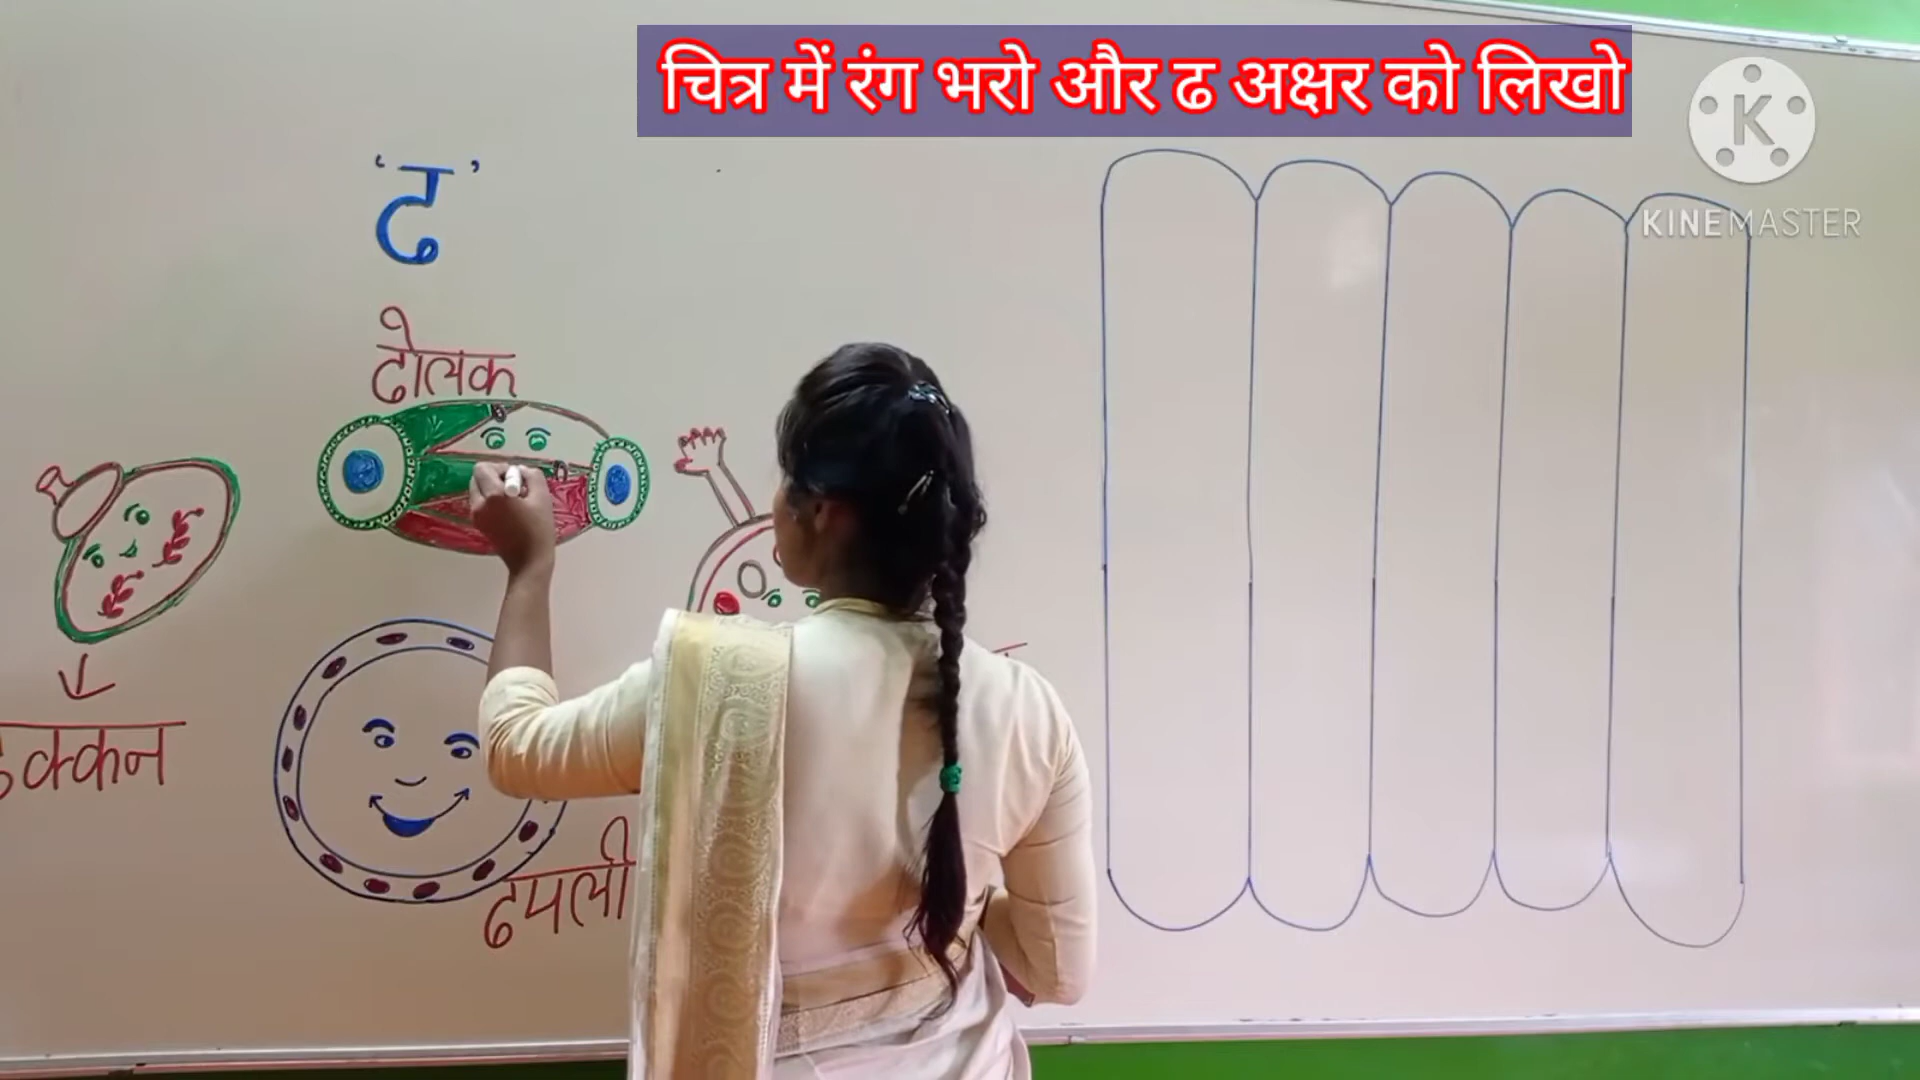 चित्र में रंग भरो और ढ अक्षर को लिखो
K
KINEMASTER
'ढ'
ढोलक
ढक्कन
ढपली